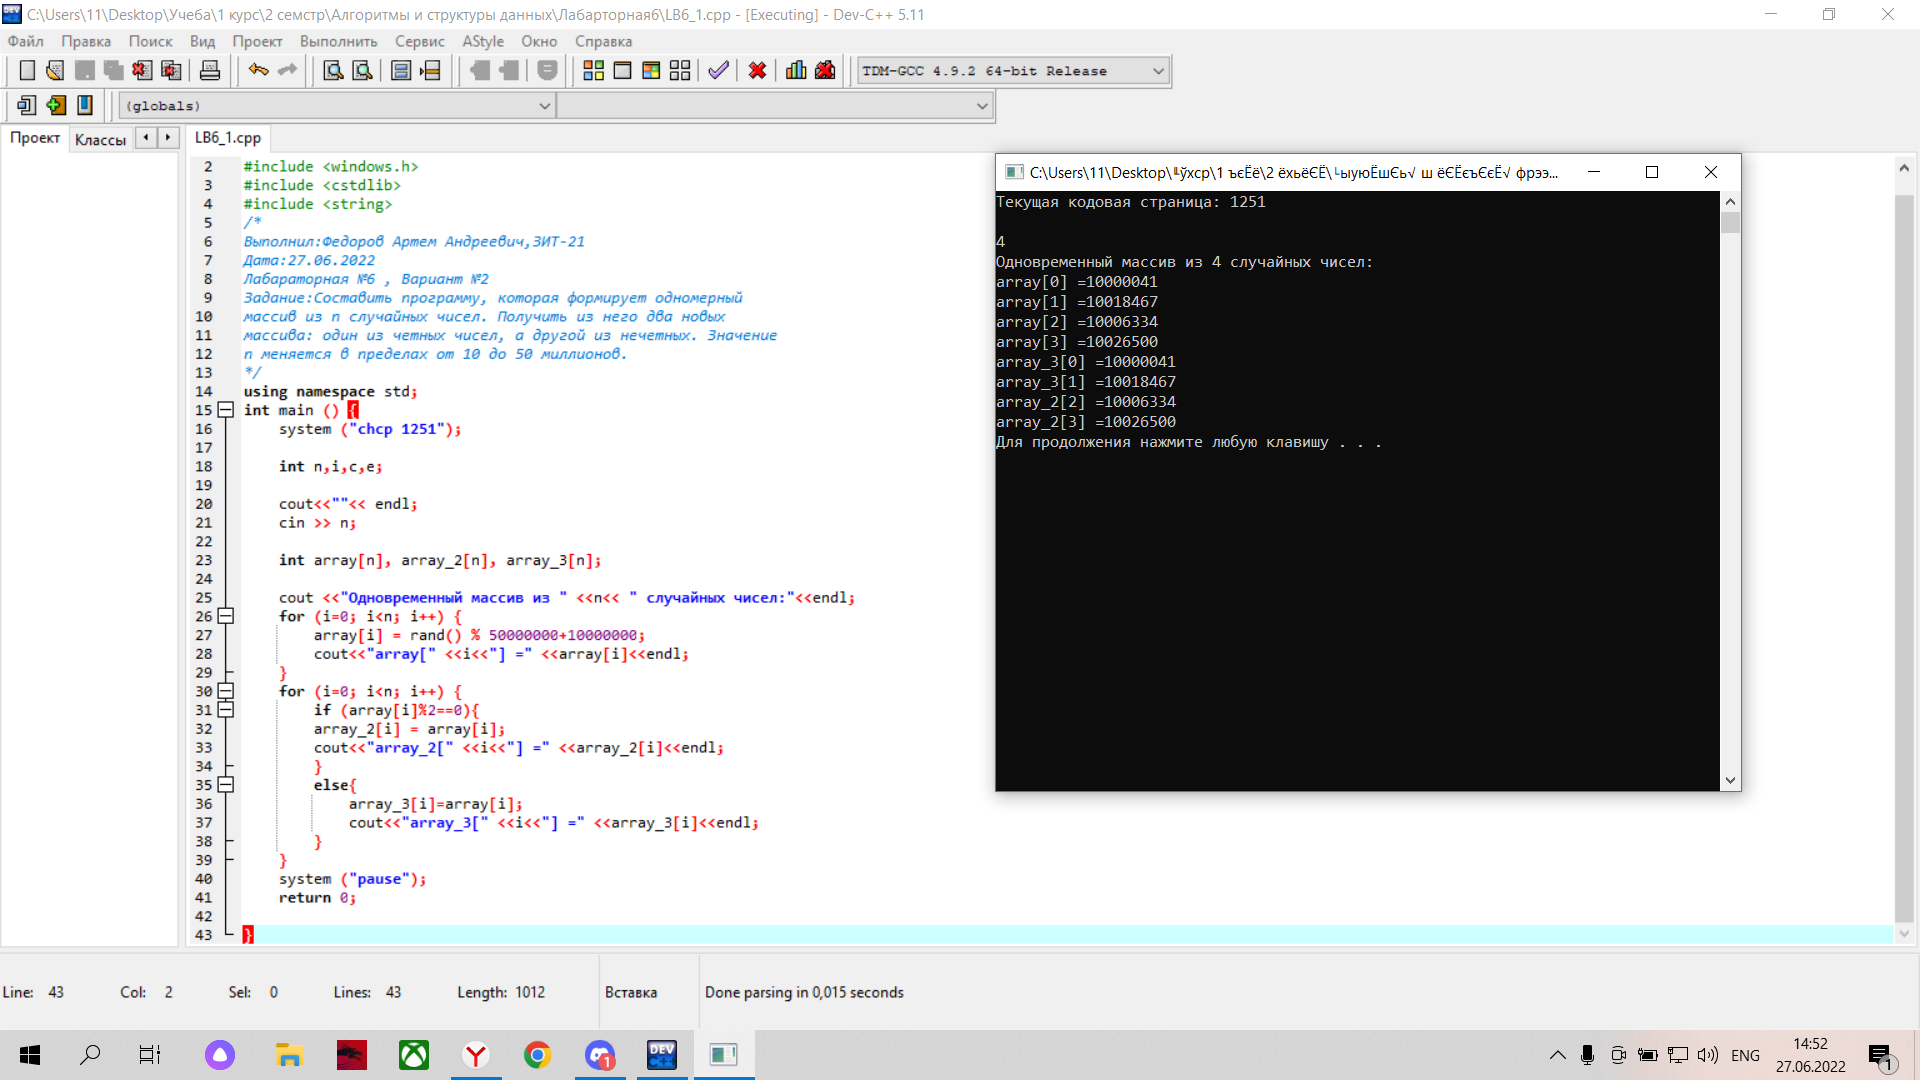 C:\Users\11\Desktop\Учеба\1 курс\2 семстр\Алгоритмы и структуры данных\Лабарторная6\LB6_1.cpp - [Executing] - Dev-C++ 5.11
Файл Правка Поиск Вид Проект Выполнить Сервис AStyle Окно Справка
TDM-GCC 4.9.2 64-bit Release
(globals)
Проект Классы LB6_1.cpp
2 #include <windows.h>
3 #include <cstdlib>
4 #include <string>
5 /*
6 Выполнил:Федоров Артем Андреевич,ЗИТ-21
7 Дата:27.06.2022
8 Лабараторная №6 , Вариант №2
9 Задание:Составить программу, которая формирует одномерный
10 массив из n случайных чисел. Получить из него два новых
11 массива: один из четных чисел, а другой из нечетных. Значение
12 n меняется в пределах от 10 до 50 миллионов.
13 */
14 using namespace std;
15 int main () {
16 system ("chcp 1251");
17
18 int n,i,c,e;
19
20 cout<<""<< endl;
21 cin >> n;
22
23 int array[n], array_2[n], array_3[n];
24
25 cout <<"Одновременный массив из " <<n<< " случайных чисел:"<<endl;
26 for (i=0; i<n; i++) {
27 array[i] = rand() % 50000000+10000000;
28 cout<<"array[" <<i<<"] =" <<array[i]<<endl;
29 }
30 for (i=0; i<n; i++) {
31 if (array[i]%2==0){
32 array_2[i] = array[i];
33 cout<<"array_2[" <<i<<"] =" <<array_2[i]<<endl;
34 }
35 else{
36 array_3[i]=array[i];
37 cout<<"array_3[" <<i<<"] =" <<array_3[i]<<endl;
38 }
39 }
40 system ("pause");
41 return 0;
42
43 }
C:\Users\11\Desktop\╙ўхср\1 ъєЁё\2 ёхьёЄЁ\└ыуюЁшЄь√ ш ёЄЁєъЄєЁ√ фрээ...
Текущая кодовая страница: 1251
4
Одновременный массив из 4 случайных чисел:
array[0] =10000041
array[1] =10018467
array[2] =10006334
array[3] =10026500
array_3[0] =10000041
array_3[1] =10018467
array_2[2] =10006334
array_2[3] =10026500
Для продолжения нажмите любую клавишу . . .
Line: 43 Col: 2 Sel: 0 Lines: 43 Length: 1012 Вставка Done parsing in 0,015 seconds
DEV C++
1
ENG
14:52
27.06.2022
1